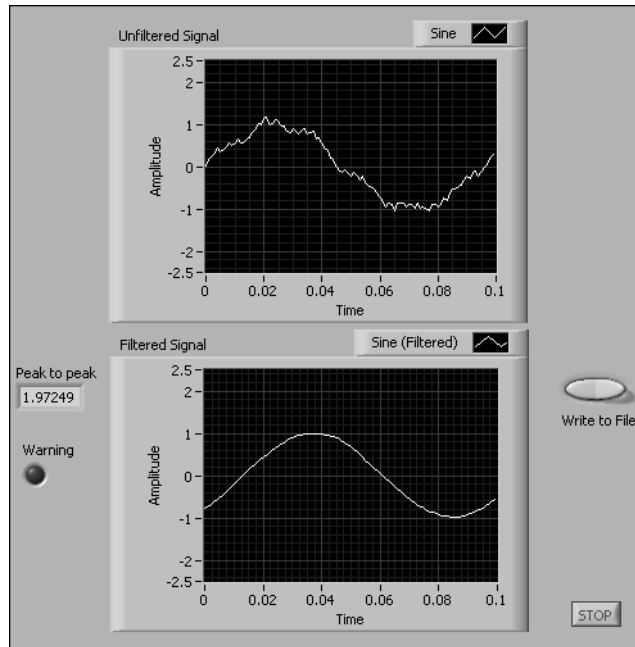 Unfiltered Signal
Sine
2.5
2
1
0
-1
-2
-2.5
Amplitude
0 0.02 0.04 0.06 0.08 0.1
Time
Filtered Signal
Sine (Filtered)
2.5
2
1
0
-1
-2
-2.5
Amplitude
0 0.02 0.04 0.06 0.08 0.1
Time
Peak to peak
1.97249
Warning
Write to File
STOP